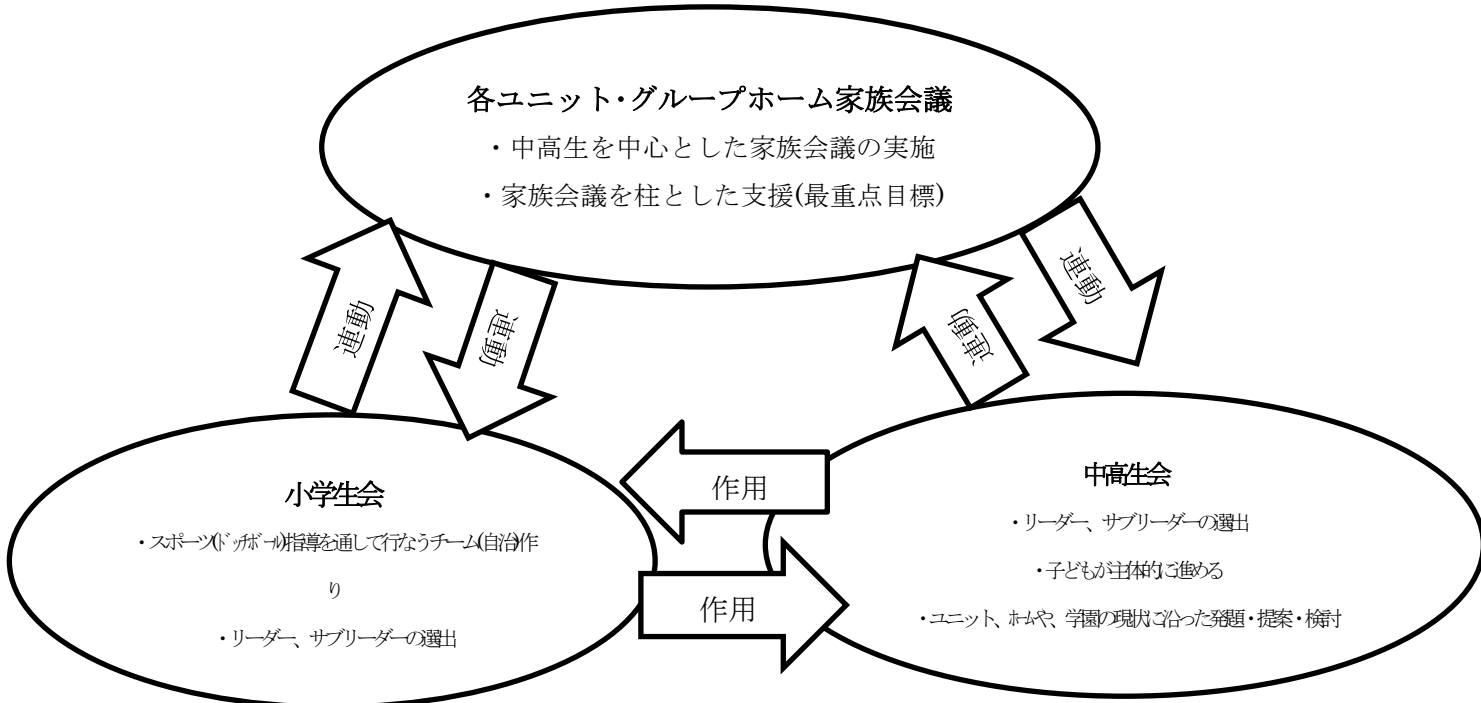 各ユニット・グループホーム家族会議
・中高生を中心とした家族会議の実施
・家族会議を柱とした支援(最重点目標)
連動
連動
連動
連動
小学生会
・スポーツ(ドッチボール)指導を通して行なうチーム(自治)作
り
・リーダー、サブリーダーの選出
作用
作用
中高生会
・リーダー、サブリーダーの選出
・子どもが主体的に進める
・ユニット、ホームや、学園の現状に沿った発題・提案・検討